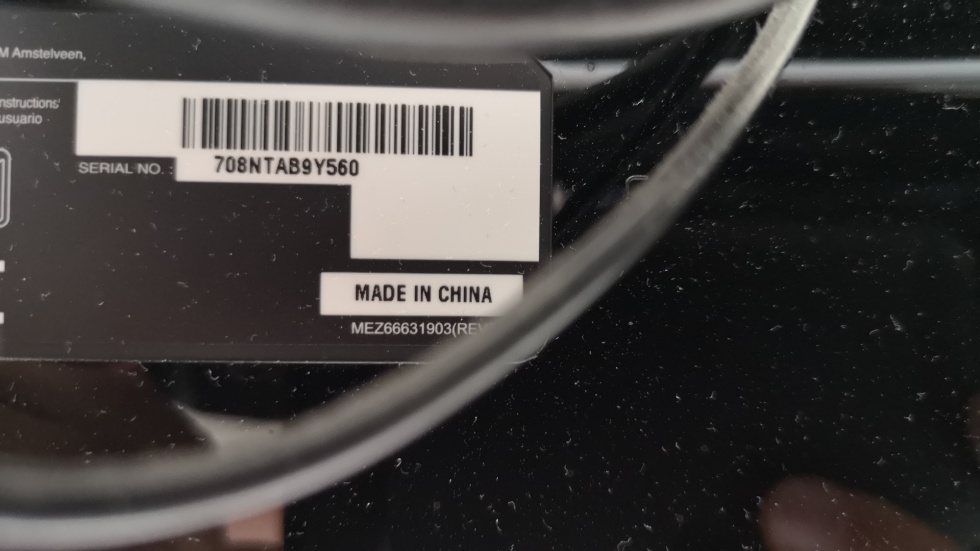 M Amstelveen,
nstructions'
usuario
SERIAL NO.
708NTAB9Y560
MADE IN CHINA
MEZ66631903(REV